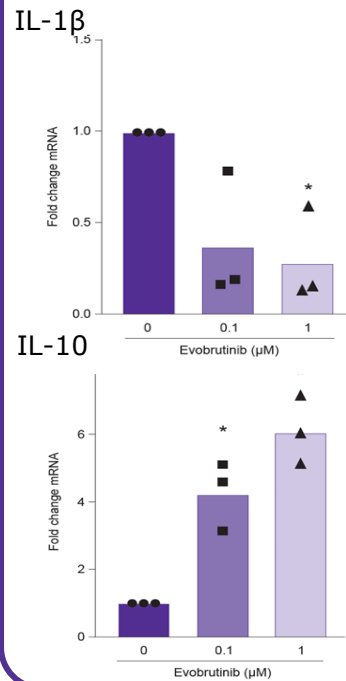 IL-1β
1.5
1.0
0.5
0.0
Fold change mRNA
*
0 0.1 1
Evobrutinib (µM)
IL-10
6
4
2
0
Fold change mRNA
*
0 0.1 1
Evobrutinib (µM)